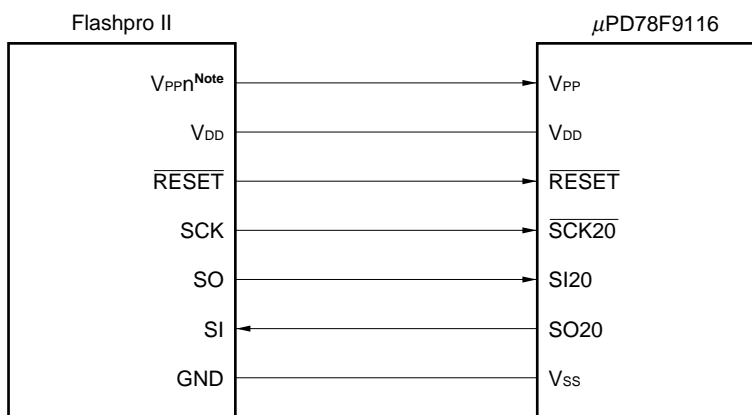 Flashpro II
μPD78F9116
VPPnNote
VPP
VDD
VDD
RESET
RESET
SCK
SCK20
SO
SI20
SI
SO20
GND
VSS